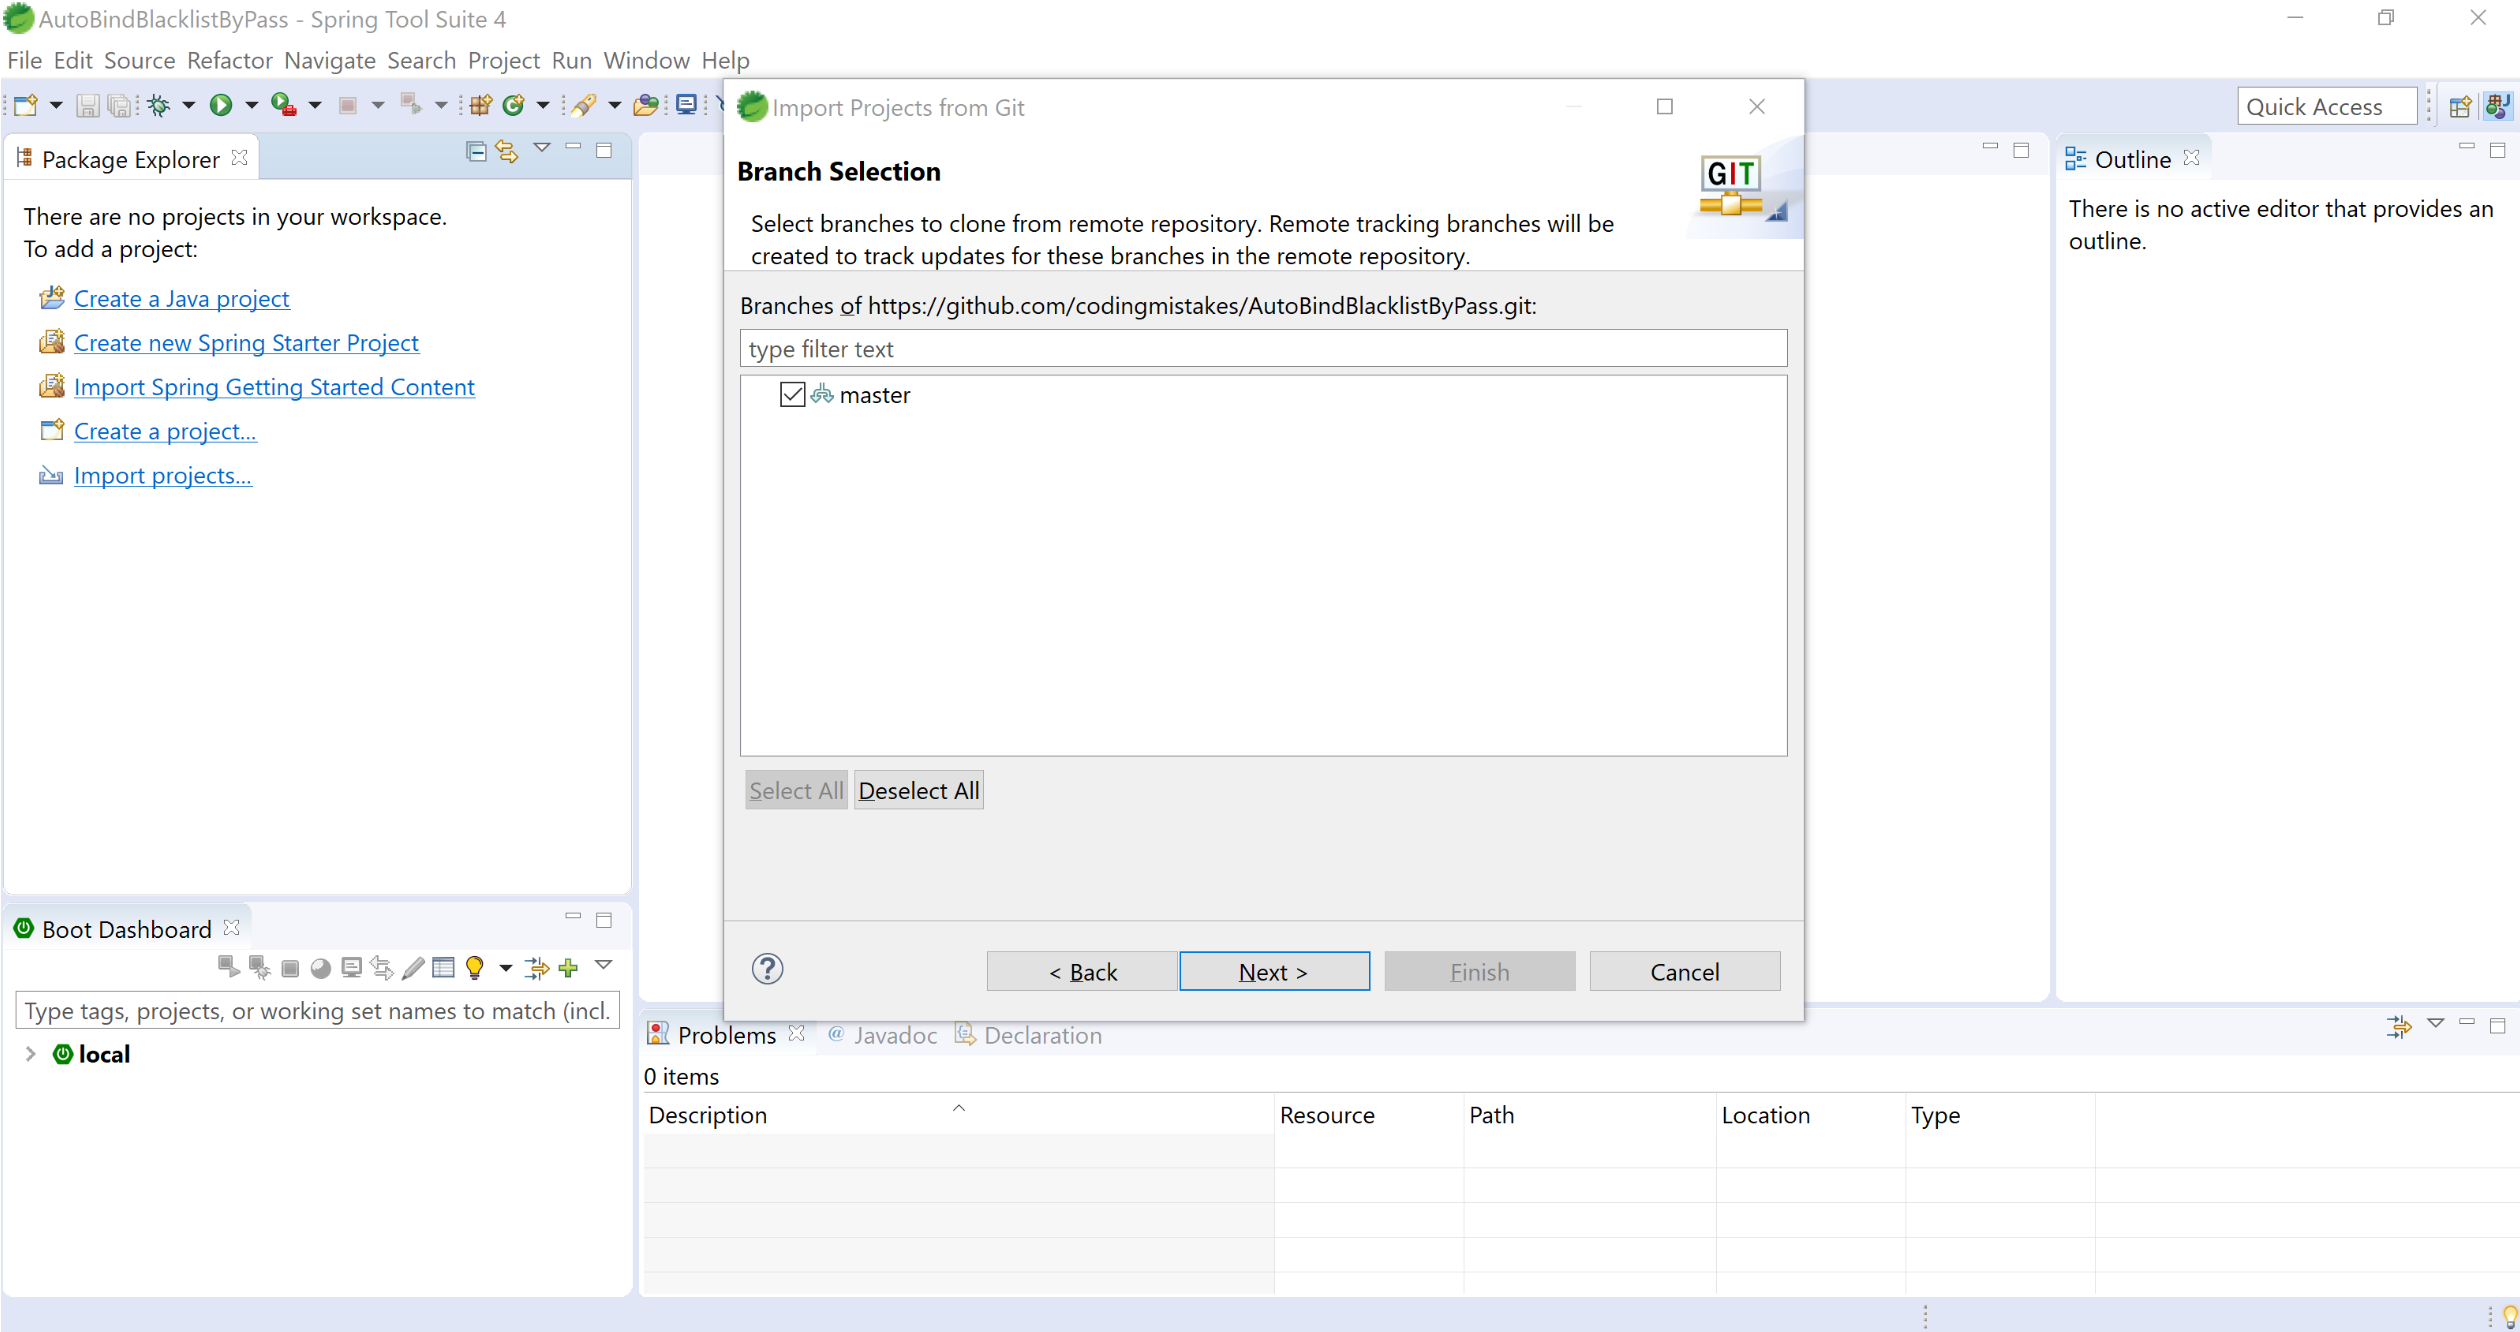 AutoBindBlacklistByPass - Spring Tool Suite 4
File Edit Source Refactor Navigate Search Project Run Window Help
Quick Access
Package Explorer
There are no projects in your workspace.
To add a project:
Create a Java project
Create new Spring Starter Project
Import Spring Getting Started Content
Create a project...
Import projects...
Import Projects from Git
Branch Selection
GIT
Select branches to clone from remote repository. Remote tracking branches will be
created to track updates for these branches in the remote repository.
Branches of https://github.com/codingmistakes/AutoBindBlacklistByPass.git:
type filter text
master
Select All Deselect All
< Back Next > Finish Cancel
Outline
There is no active editor that provides an
outline.
Boot Dashboard
Type tags, projects, or working set names to match (incl.
local
Problems @ Javadoc Declaration
0 items
Description Resource Path Location Type